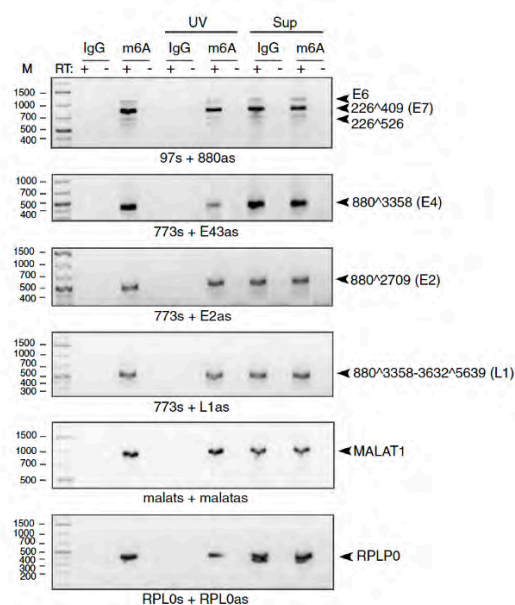 UV Sup
IgG m6A IgG m6A IgG m6A
M RT: + - + - + - + - + - + -
1500
1000
700
500
400
E6
226^409 (E7)
226^526
97s + 880as
1000
700
500
400
880^3358 (E4)
773s + E43as
1500
1000
700
500
400
880^2709 (E2)
773s + E2as
1500
1000
700
500
400
300
880^3358-3632^5639 (L1)
773s + L1as
1500
1000
700
500
MALAT1
malats + malatas
1500
1000
700
500
400
300
200
RPLP0
RPL0s + RPL0as